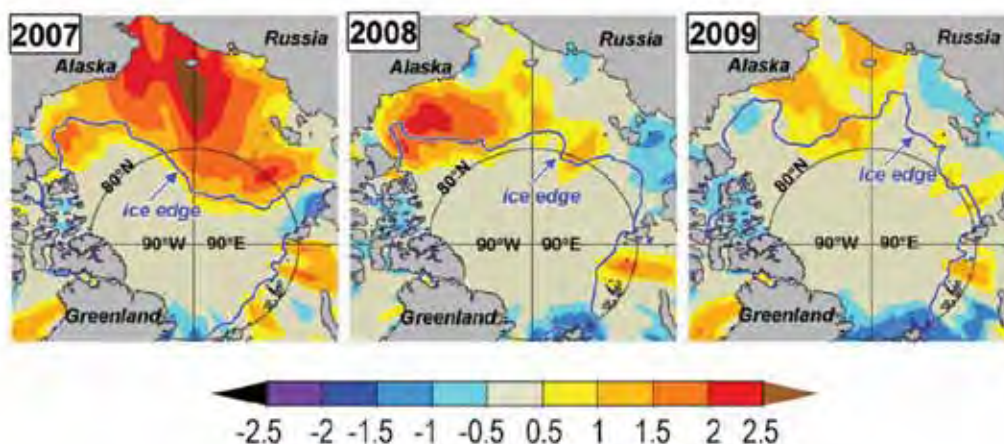 2007
Russia
Alaska
80°N
ice edge
90°W 90°E
Greenland
2008
Russia
Alaska
80°N
ice edge
90°W 90°E
Greenland
2009
Russia
Alaska
80°N
ice edge
90°W 90°E
Greenland
-2.5 -2 -1.5 -1 -0.5 0.5 1 1.5 2 2.5